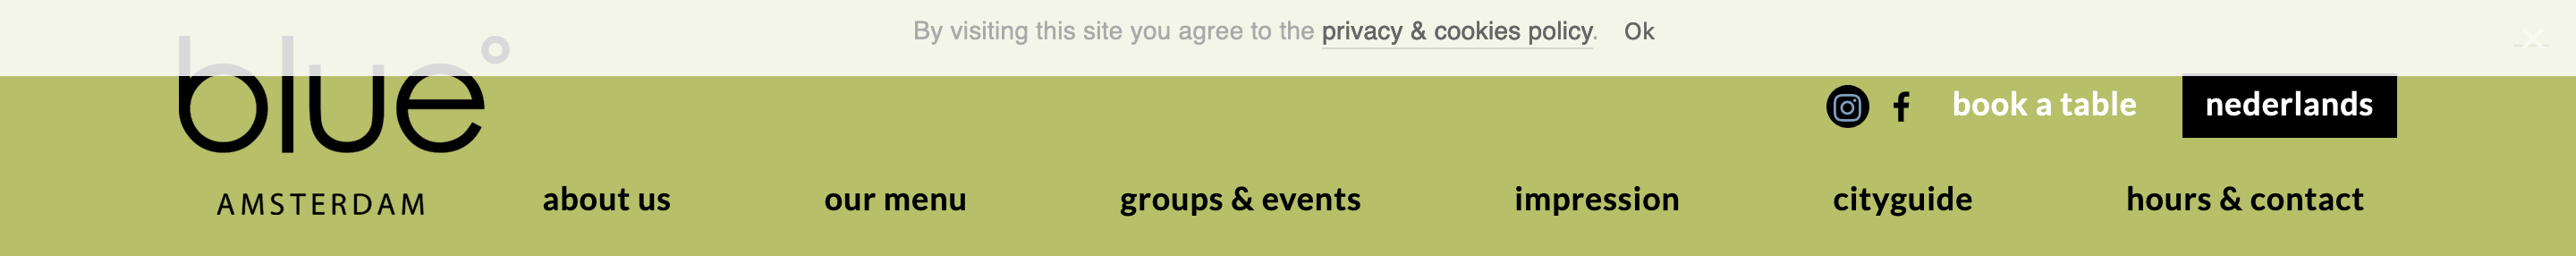 By visiting this site you agree to the privacy & cookies policy. Ok
blue°
AMSTERDAM
book a table nederlands
about us our menu groups & events impression cityguide hours & contact